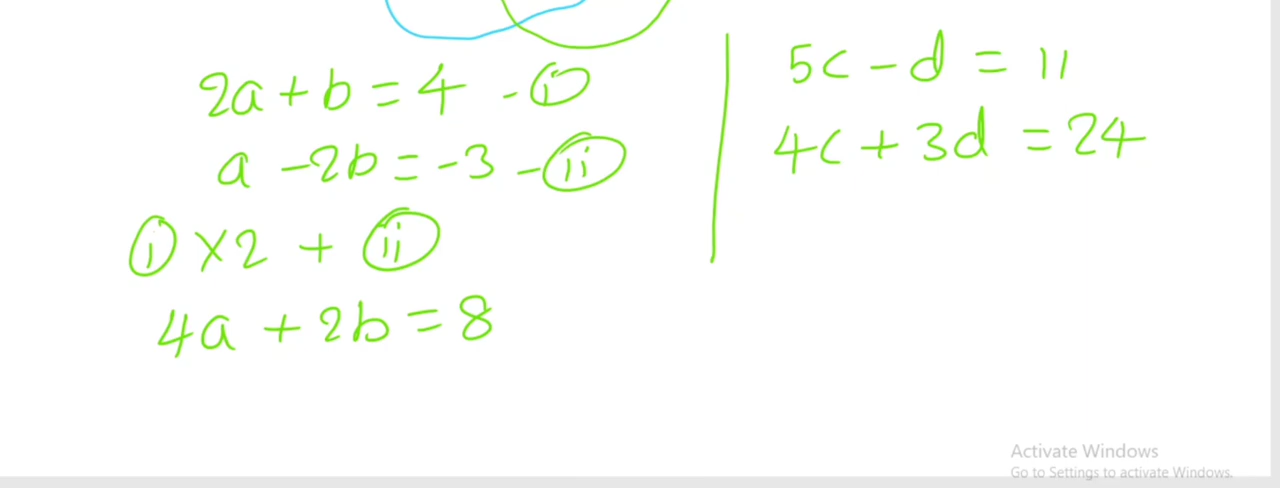 2a + b = 4 - (i)
a - 2b = -3 - (ii)
(i) × 2 + (ii)
4a + 2b = 8
5c - d = 11
4c + 3d = 24
Activate Windows
Go to Settings to activate Windows.